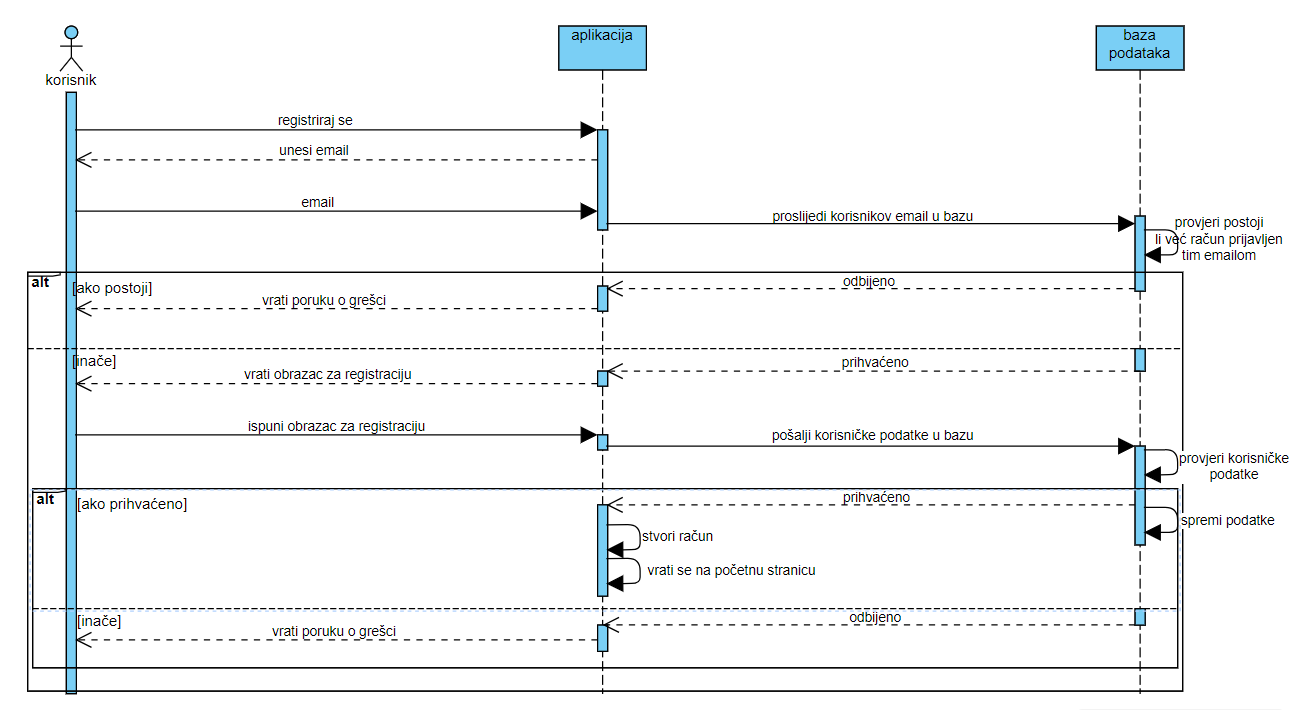 korisnik
aplikacija
baza
podataka
registriraj se
unesi email
email
proslijedi korisnikov email u bazu
provjeri postoji
li već račun prijavljen
tim emailom
alt
[ako postoji]
odbijeno
vrati poruku o grešci
[inače]
prihvaćeno
vrati obrazac za registraciju
ispuni obrazac za registraciju
pošalji korisničke podatke u bazu
provjeri korisničke
podatke
alt
[ako prihvaćeno]
prihvaćeno
spremi podatke
stvori račun
vrati se na početnu stranicu
[inače]
odbijeno
vrati poruku o grešci